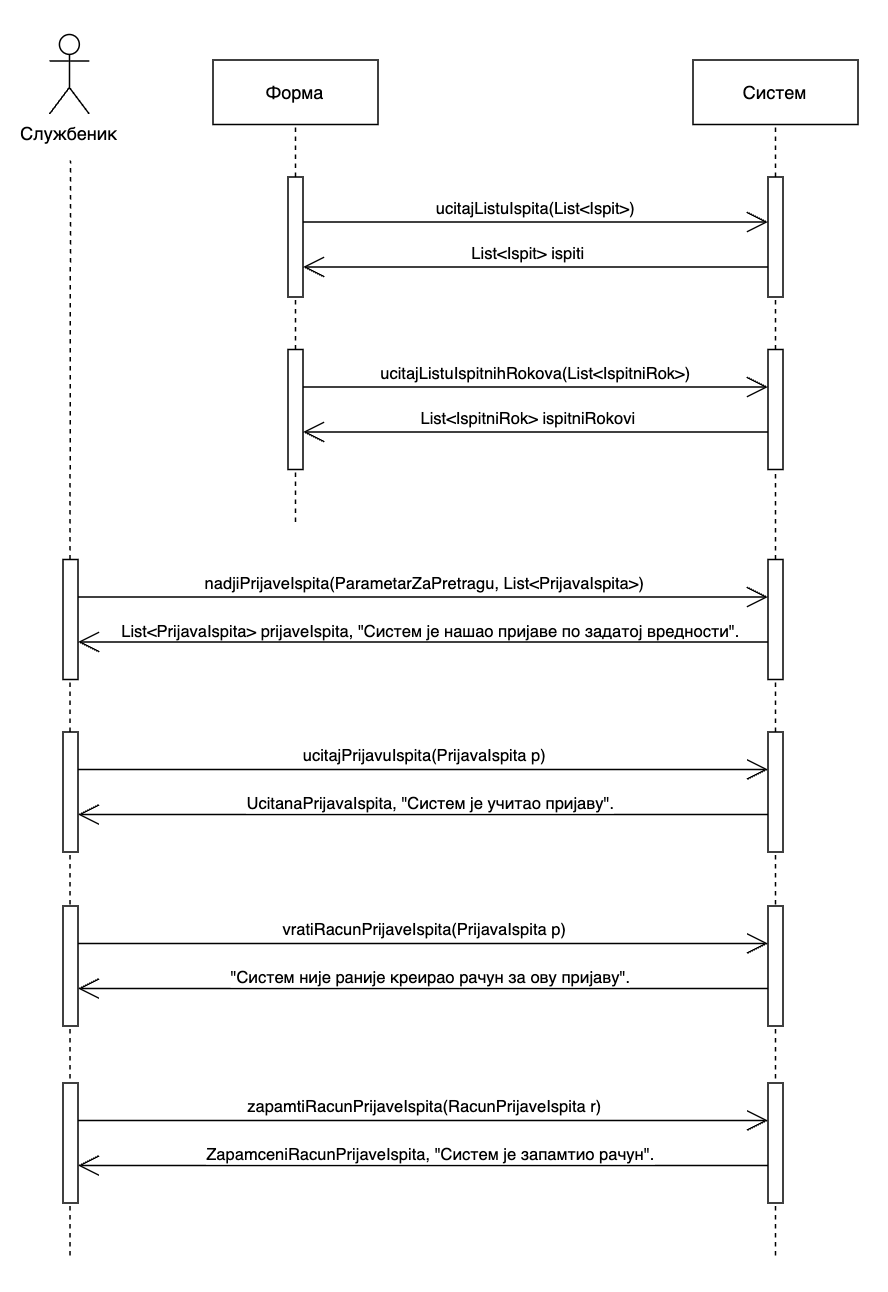 Форма
Систем
Службеник
ucitajListuIspita(List<Ispit>)
List<Ispit> ispiti
ucitajListuIspitnihRokova(List<IspitniRok>)
List<IspitniRok> ispitniRokovi
nadjiPrijaveIspita(ParametarZaPretragu, List<PrijavaIspita>)
List<PrijavaIspita> prijaveIspita, "Систем је нашао пријаве по задатој вредности".
ucitajPrijavuIspita(PrijavaIspita p)
UcitanaPrijavaIspita, "Систем је учитао пријаву".
vratiRacunPrijaveIspita(PrijavaIspita p)
"Систем није раније креирао рачун за ову пријаву".
zapamtiRacunPrijaveIspita(RacunPrijaveIspita r)
ZapamceniRacunPrijaveIspita, "Систем је запамтио рачун".